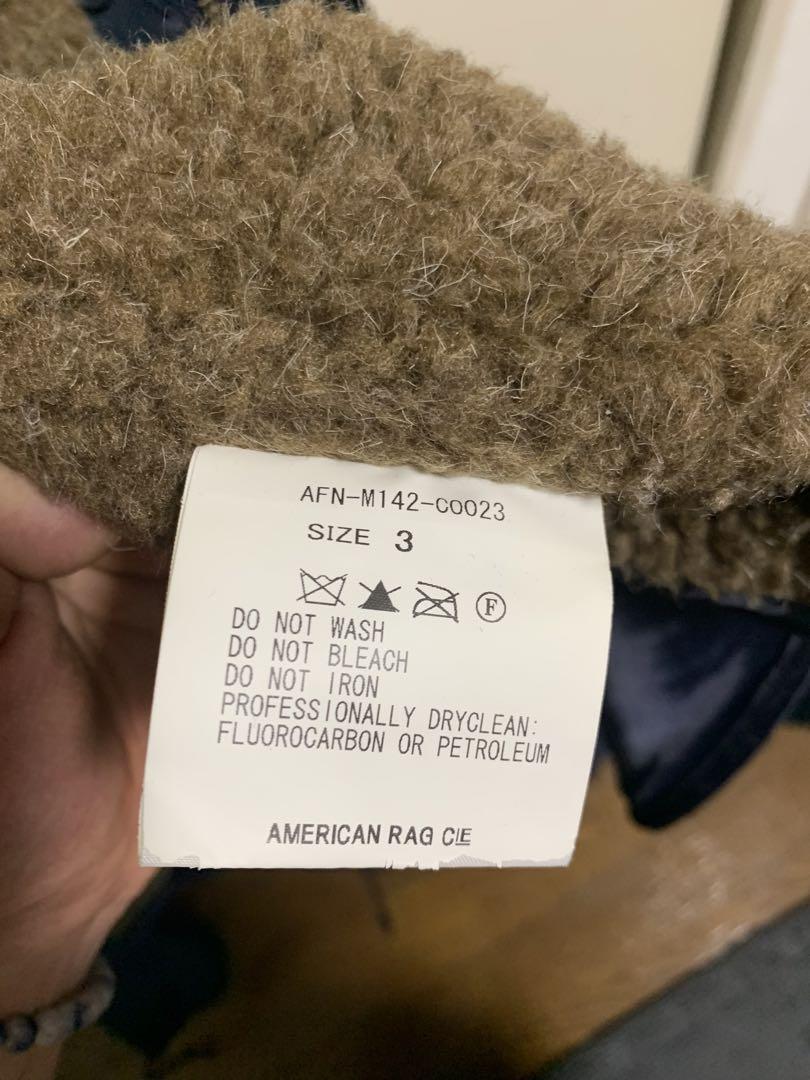 AFN-M142-C0023
SIZE 3
F
DO NOT WASH
DO NOT BLEACH
DO NOT IRON
PROFESSIONALLY DRYCLEAN:
FLUOROCARBON OR PETROLEUM
AMERICAN RAG CIE